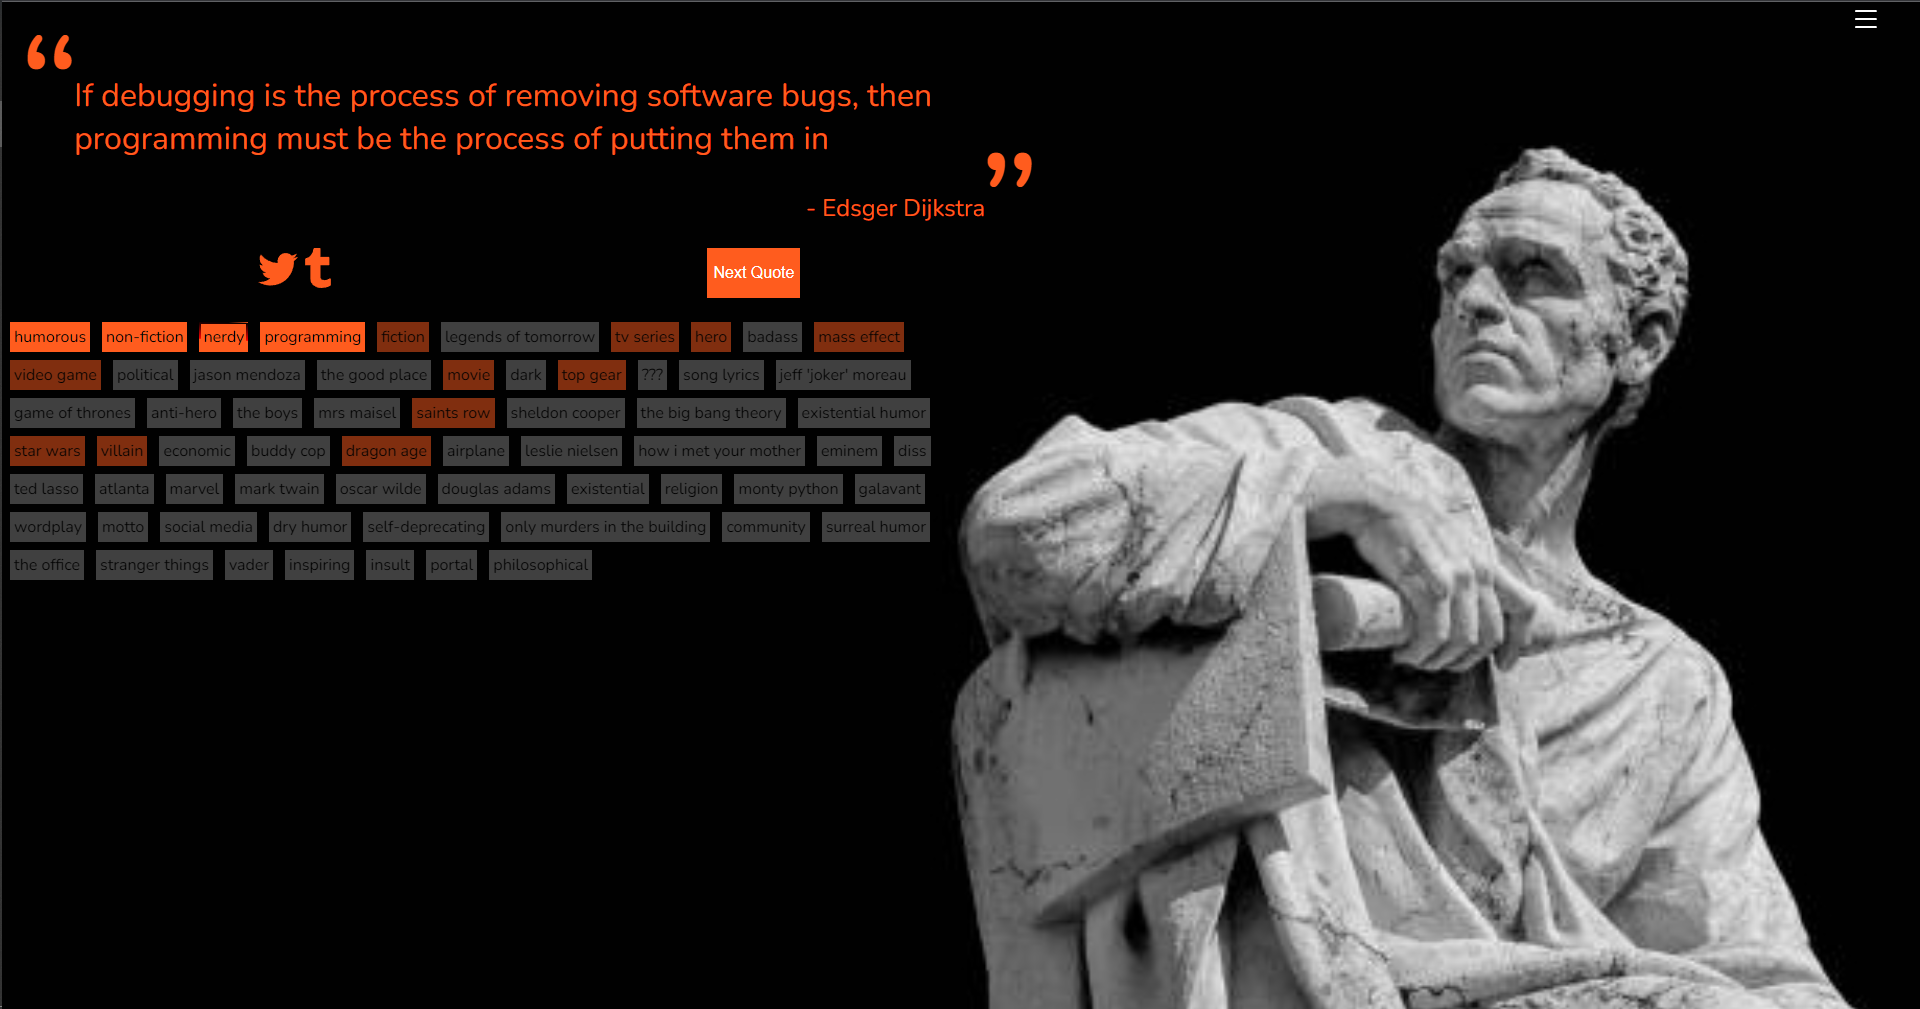 “
If debugging is the process of removing software bugs, then
programming must be the process of putting them in
”
- Edsger Dijkstra
Next Quote
humorous non-fiction nerdy programming fiction legends of tomorrow tv series hero badass mass effect
video game political jason mendoza the good place movie dark top gear ??? song lyrics jeff 'joker' moreau
game of thrones anti-hero the boys mrs maisel saints row sheldon cooper the big bang theory existential humor
star wars villain economic buddy cop dragon age airplane leslie nielsen how i met your mother eminem diss
ted lasso atlanta marvel mark twain oscar wilde douglas adams existential religion monty python galavant
wordplay motto social media dry humor self-deprecating only murders in the building community surreal humor
the office stranger things vader inspiring insult portal philosophical